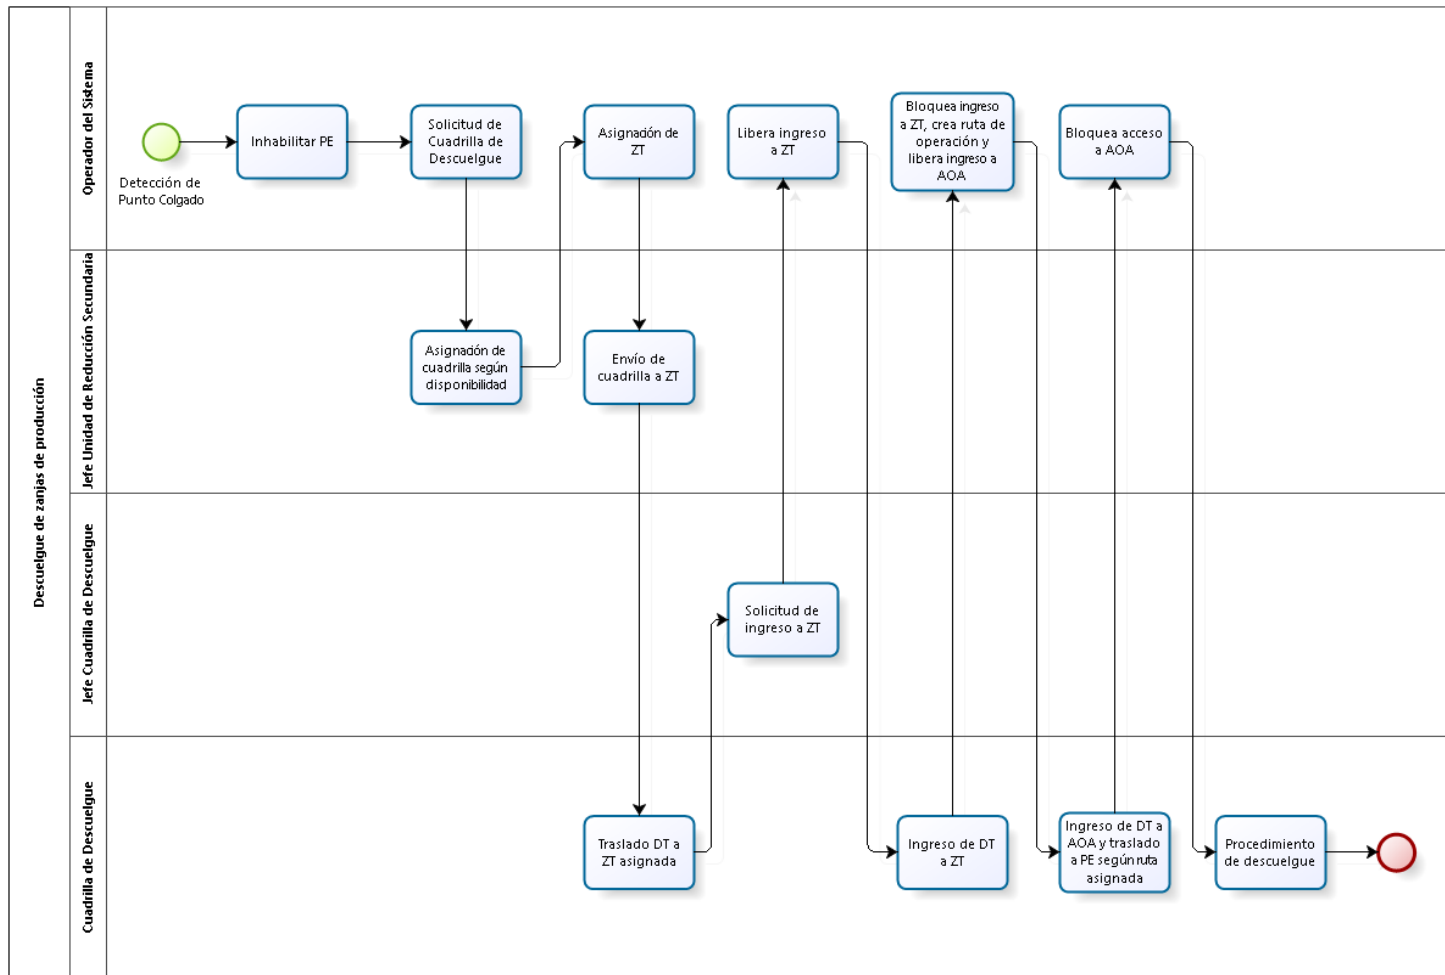 Descuelgue de zanjas de producción
Operador del Sistema
Detección de
Punto Colgado
Inhabilitar PE
Solicitud de
Cuadrilla de
Descuelgue
Asignación de
ZT
Libera ingreso
a ZT
Bloquea ingreso
a ZT, crea ruta de
operación y
libera ingreso a
AOA
Bloquea acceso
a AOA
Jefe Unidad de Reducción Secundaria
Asignación de
cuadrilla según
disponibilidad
Envío de
cuadrilla a ZT
Jefe Cuadrilla de Descuelgue
Solicitud de
ingreso a ZT
Cuadrilla de Descuelgue
Traslado DT a
ZT asignada
Ingreso de DT
a ZT
Ingreso de DT a
AOA y traslado
a PE según ruta
asignada
Procedimiento
de descuelgue